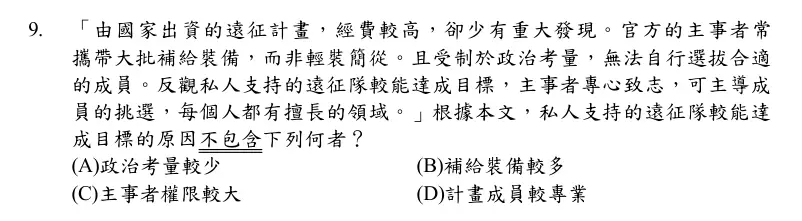 9. 「由國家出資的遠征計畫，經費較高，卻少有重大發現。官方的主事者常
攜帶大批補給裝備，而非輕裝簡從。且受制於政治考量，無法自行選拔合適
的成員。反觀私人支持的遠征隊較能達成目標，主事者專心致志，可主導成
員的挑選，每個人都有擅長的領域。」根據本文，私人支持的遠征隊較能達
成目標的原因不包含下列何者？
(A)政治考量較少 (B)補給裝備較多
(C)主事者權限較大 (D)計畫成員較專業